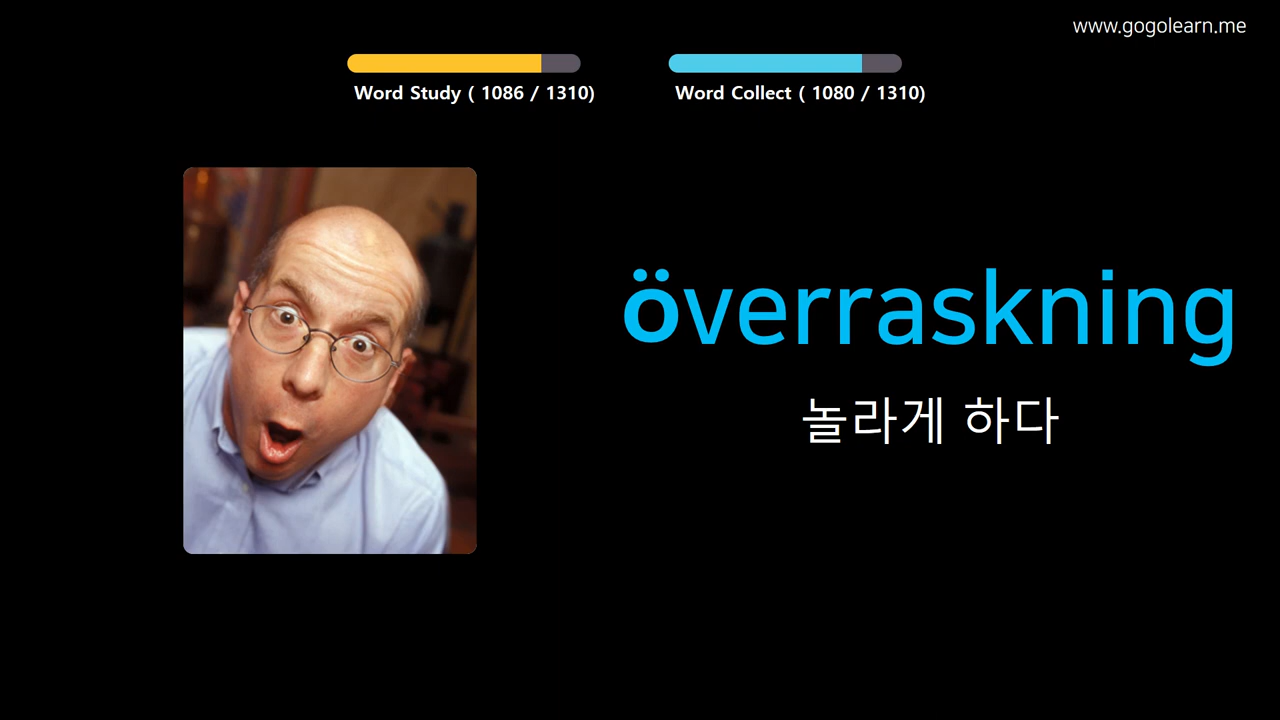 www.gogolearn.me
Word Study ( 1086 / 1310)
Word Collect ( 1080 / 1310)
överraskning
놀라게 하다